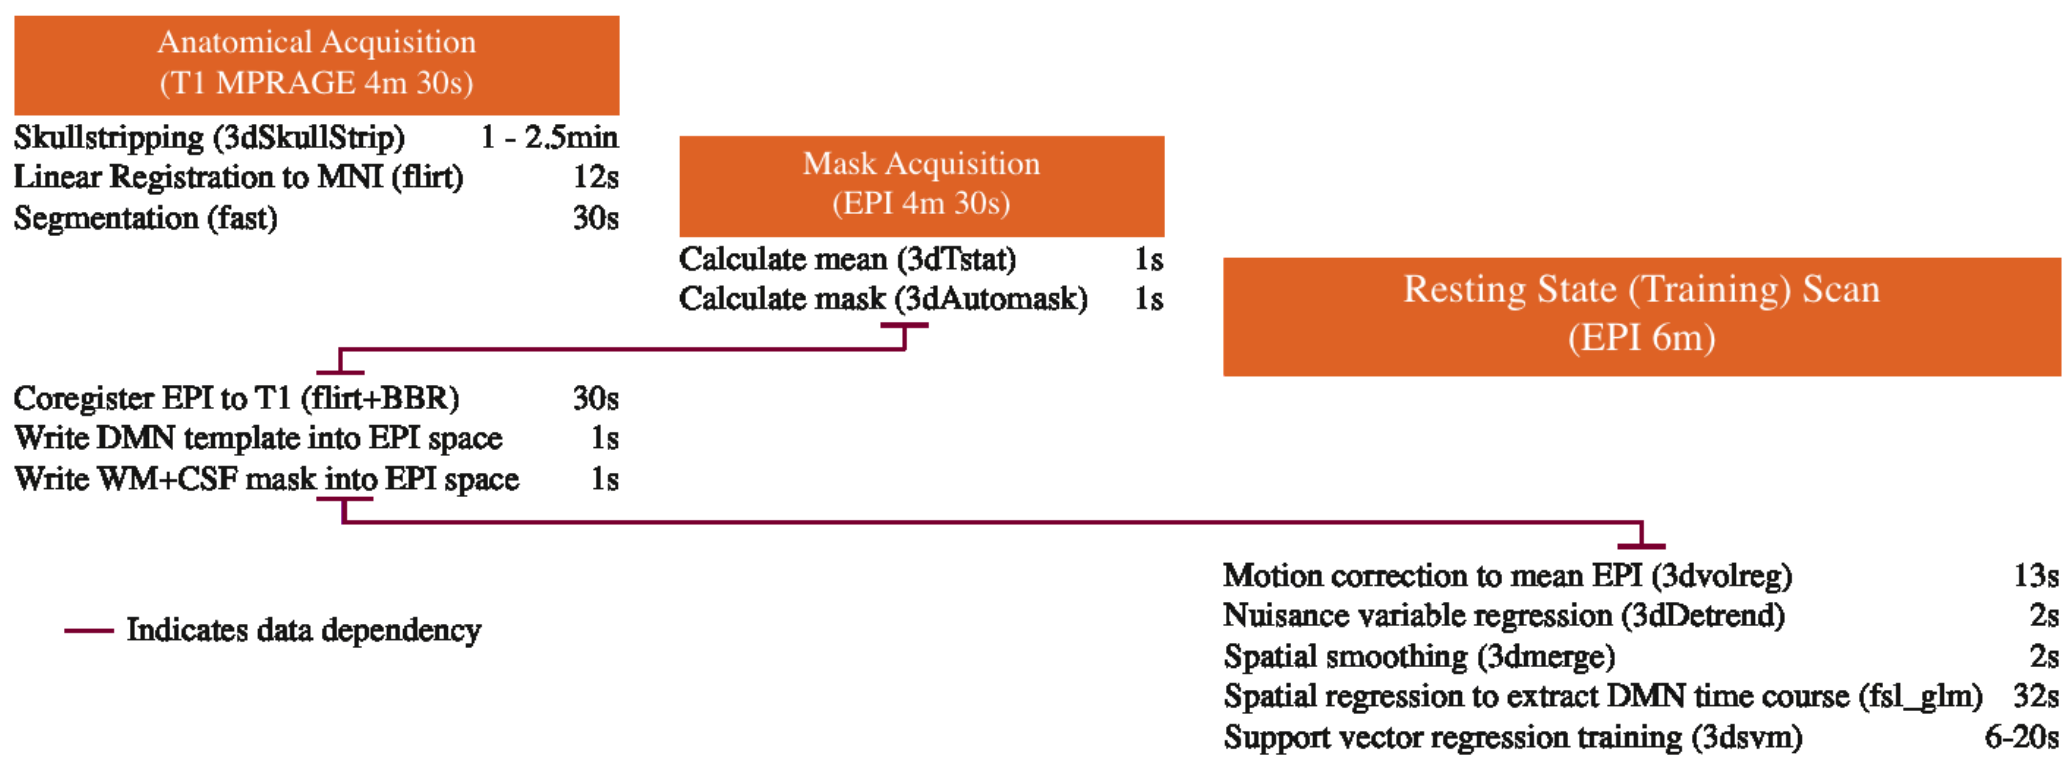 Anatomical Acquisition
(T1 MPRAGE 4m 30s)
Skullstripping (3dSkullStrip) 1 - 2.5min
Linear Registration to MNI (flirt) 12s
Segmentation (fast) 30s
Mask Acquisition
(EPI 4m 30s)
Calculate mean (3dTstat) 1s
Calculate mask (3dAutomask) 1s
Resting State (Training) Scan
(EPI 6m)
Coregister EPI to T1 (flirt+BBR) 30s
Write DMN template into EPI space 1s
Write WM+CSF mask into EPI space 1s
Motion correction to mean EPI (3dvolreg) 13s
Nuisance variable regression (3dDetrend) 2s
Spatial smoothing (3dmerge) 2s
Spatial regression to extract DMN time course (fsl_glm) 32s
Support vector regression training (3dsvm) 6-20s
Indicates data dependency